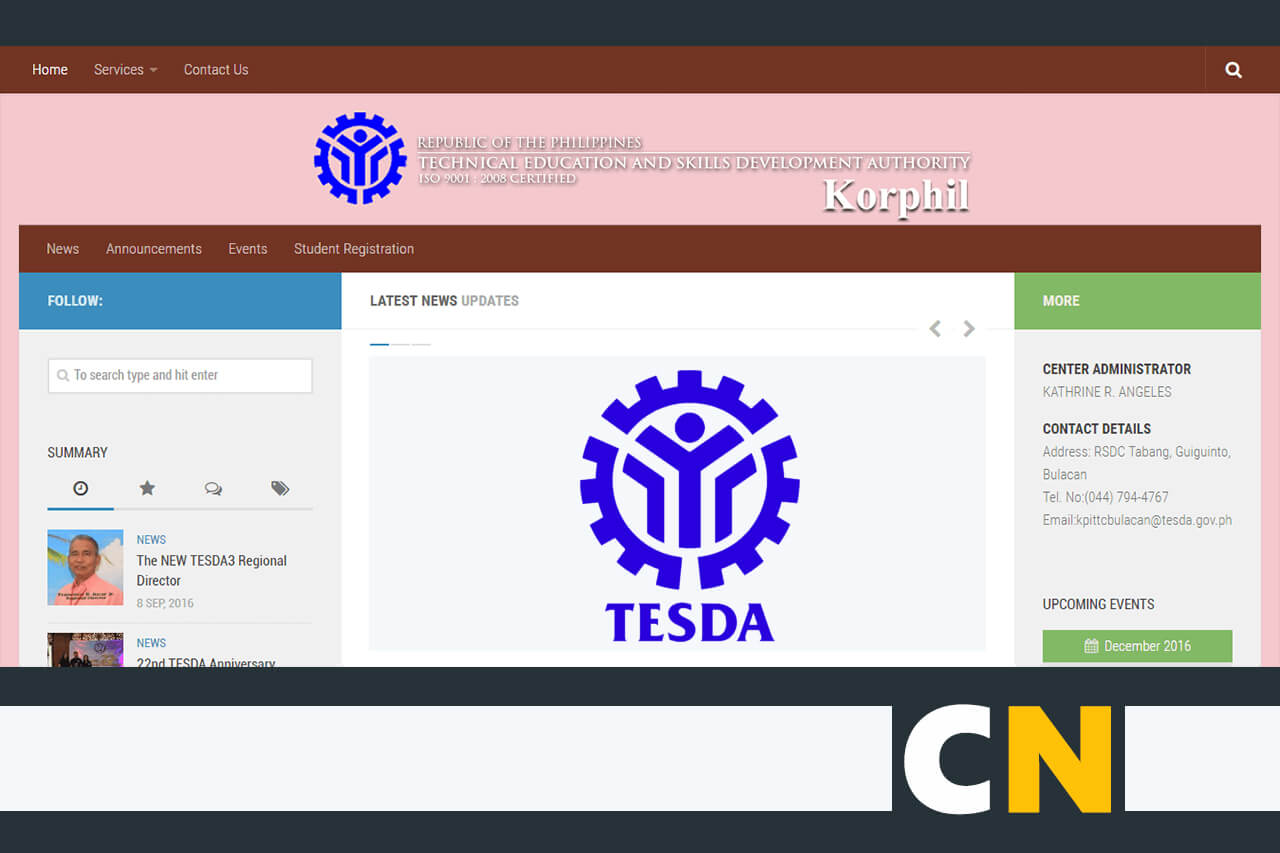 Home Services Contact Us
REPUBLIC OF THE PHILIPPINES
TECHNICAL EDUCATION AND SKILLS DEVELOPMENT AUTHORITY
ISO 9001 : 2008 CERTIFIED
Korphil
News Announcements Events Student Registration
FOLLOW:
To search type and hit enter
SUMMARY
NEWS
The NEW TESDA3 Regional
Director
8 SEP, 2016
NEWS
22nd TESDA Anniversary
LATEST NEWS UPDATES
TESDA
MORE
CENTER ADMINISTRATOR
KATHRINE R. ANGELES
CONTACT DETAILS
Address: RSDC Tabang, Guiguinto,
Bulacan
Tel. No:(044) 794-4767
Email:kpittcbulacan@tesda.gov.ph
UPCOMING EVENTS
December 2016
CN